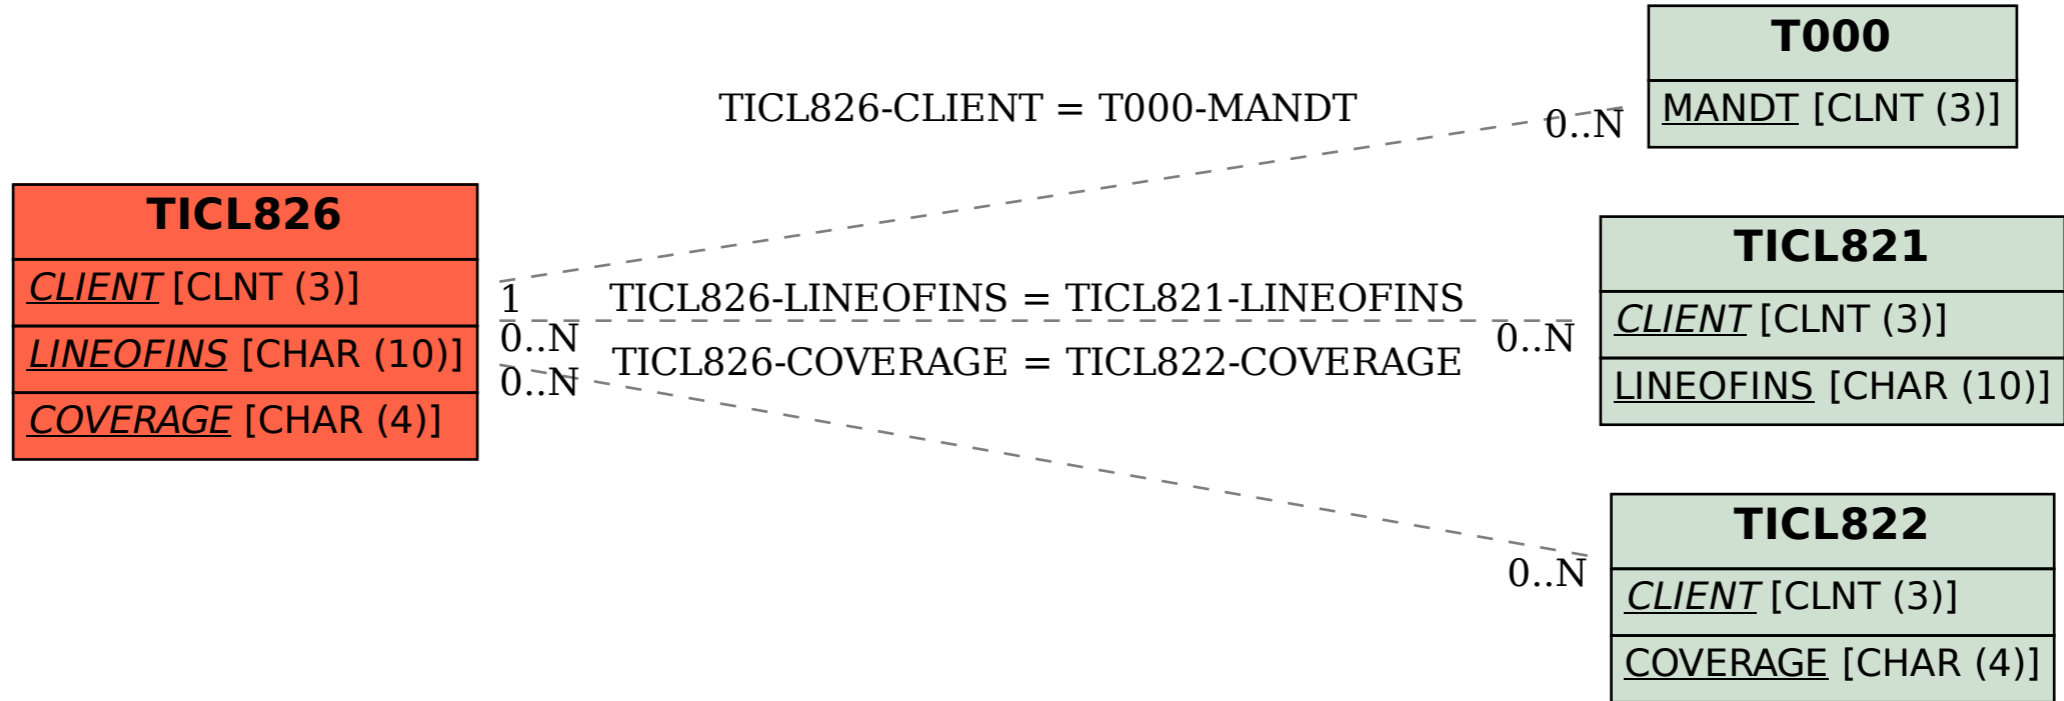 T000
MANDT [CLNT (3)]
TICL826-CLIENT = T000-MANDT
0..N
TICL826
CLIENT [CLNT (3)]
LINEOFINS [CHAR (10)]
COVERAGE [CHAR (4)]
1
TICL826-LINEOFINS = TICL821-LINEOFINS
0..N
0..N
TICL826-COVERAGE = TICL822-COVERAGE
0..N
TICL821
CLIENT [CLNT (3)]
LINEOFINS [CHAR (10)]
0..N
TICL822
CLIENT [CLNT (3)]
COVERAGE [CHAR (4)]